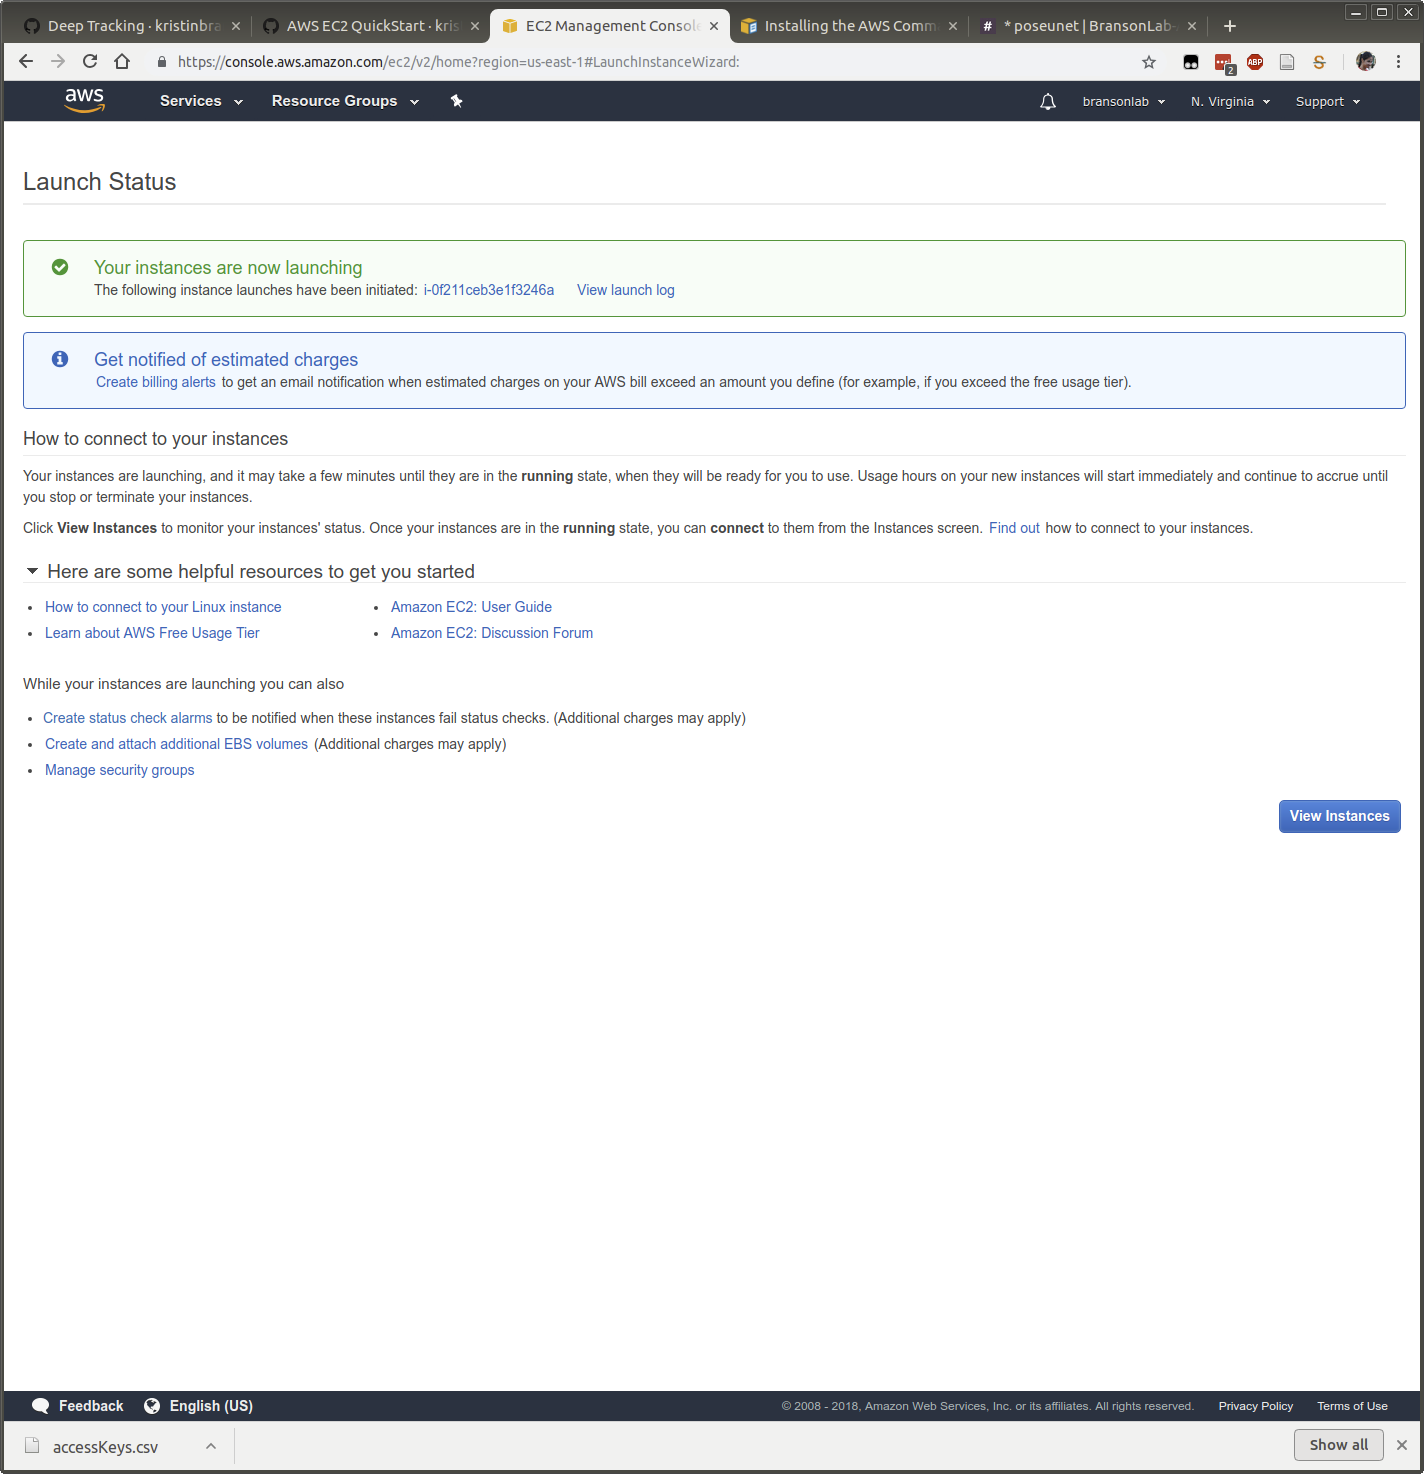 Deep Tracking · kristinbra
AWS EC2 QuickStart · kris
EC2 Management Console
Installing the AWS Comm
* poseunet | BransonLab-
https://console.aws.amazon.com/ec2/v2/home?region=us-east-1#LaunchInstanceWizard:
2
ABP
S
aws
Services
Resource Groups
bransonlab
N. Virginia
Support
Launch Status
Your instances are now launching
The following instance launches have been initiated: i-0f211ceb3e1f3246a View launch log
Get notified of estimated charges
Create billing alerts to get an email notification when estimated charges on your AWS bill exceed an amount you define (for example, if you exceed the free usage tier).
How to connect to your instances
Your instances are launching, and it may take a few minutes until they are in the running state, when they will be ready for you to use. Usage hours on your new instances will start immediately and continue to accrue until
you stop or terminate your instances.
Click View Instances to monitor your instances' status. Once your instances are in the running state, you can connect to them from the Instances screen. Find out how to connect to your instances.
Here are some helpful resources to get you started
• How to connect to your Linux instance
• Amazon EC2: User Guide
• Learn about AWS Free Usage Tier
• Amazon EC2: Discussion Forum
While your instances are launching you can also
• Create status check alarms to be notified when these instances fail status checks. (Additional charges may apply)
• Create and attach additional EBS volumes (Additional charges may apply)
• Manage security groups
View Instances
Feedback
English (US)
© 2008 - 2018, Amazon Web Services, Inc. or its affiliates. All rights reserved.
Privacy Policy
Terms of Use
accessKeys.csv
Show all